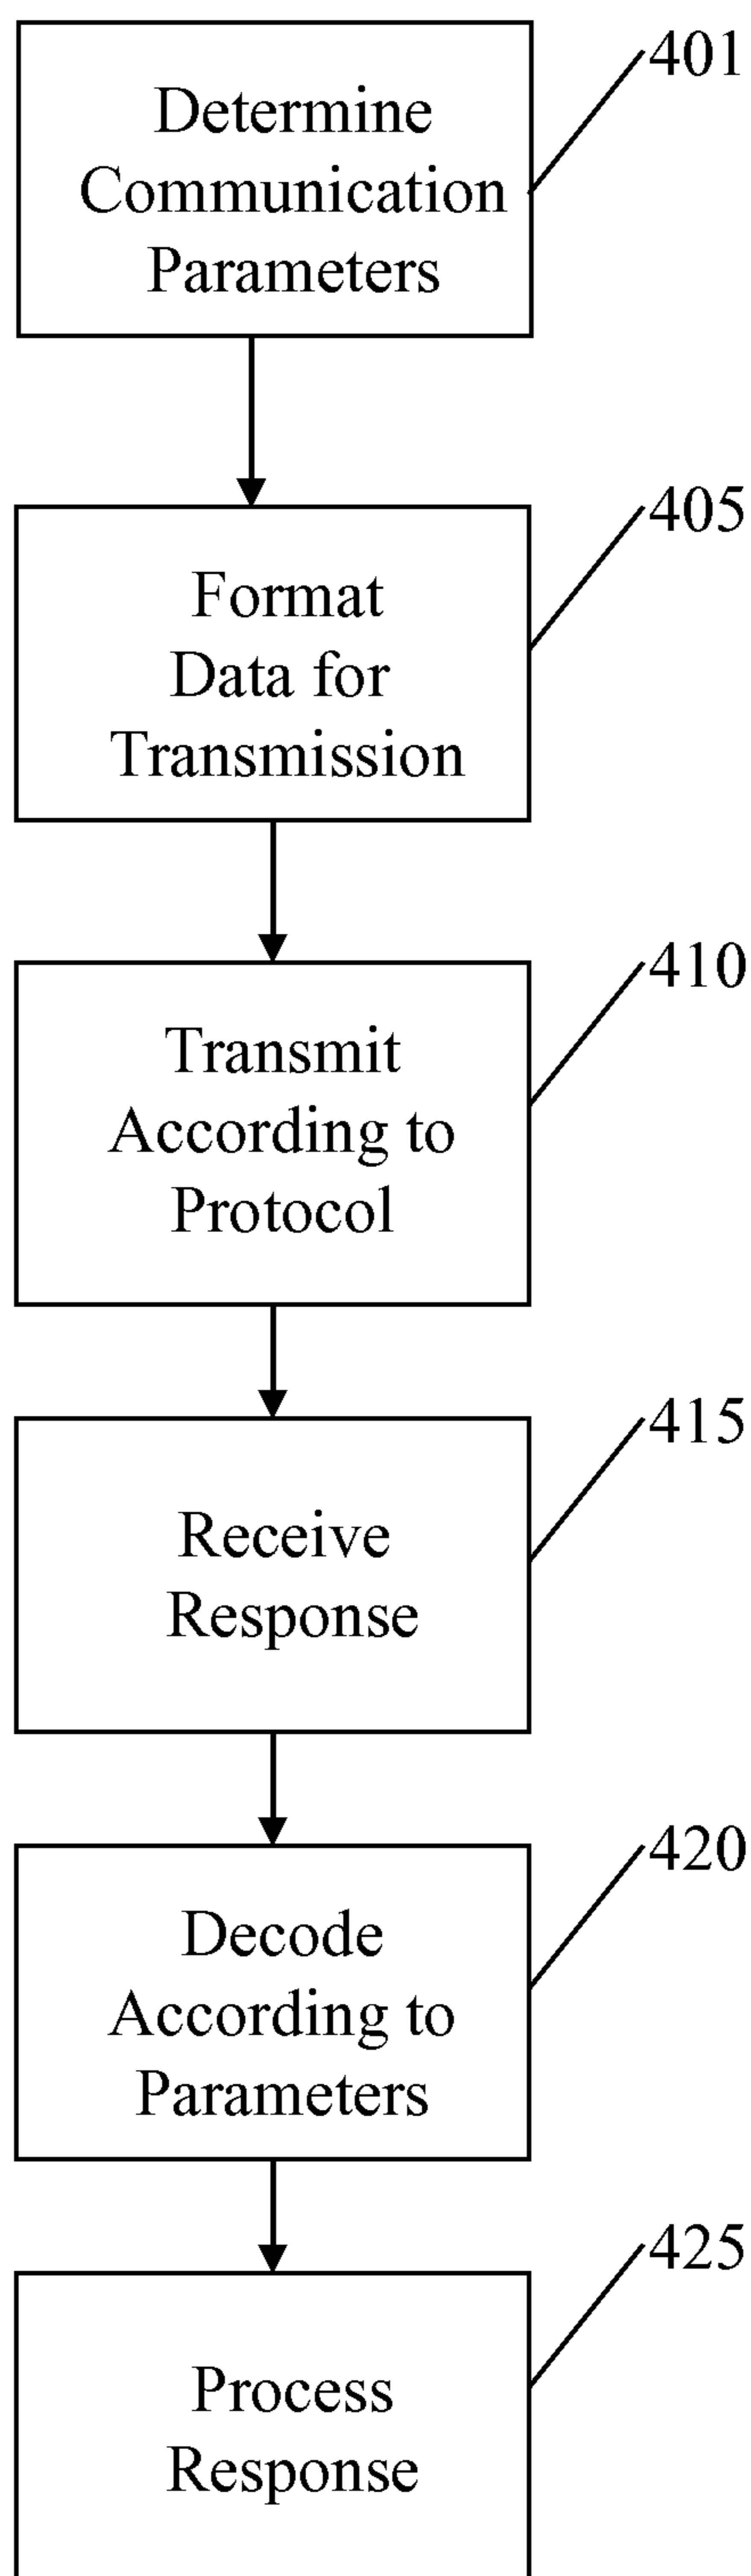 Determine
Communication
Parameters
401
Format
Data for
Transmission
405
Transmit
According to
Protocol
410
Receive
Response
415
Decode
According to
Parameters
420
Process
Response
425